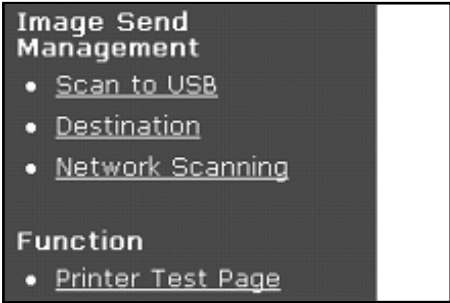 Image Send
Management
• Scan to USB
• Destination
• Network Scanning
Function
• Printer Test Page